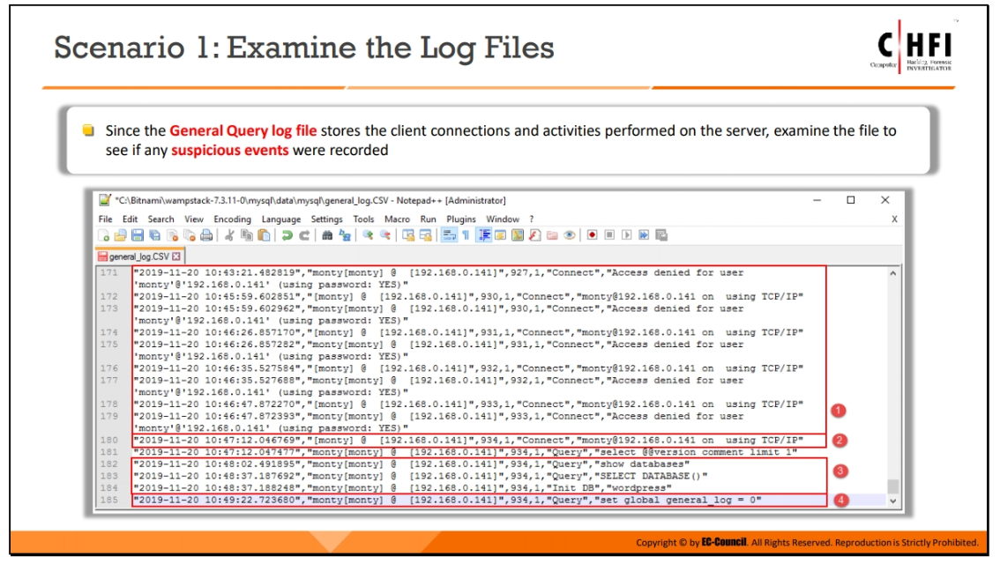 Scenario 1: Examine the Log Files
CHFI
Computer Hacking Forensic
INVESTIGATOR
Since the General Query log file stores the client connections and activities performed on the server, examine the file to
see if any suspicious events were recorded
*C:\Bitnami\wampstack-7.3.11-0\mysql\data\mysql\general_log.CSV - Notepad++ [Administrator]
File Edit Search View Encoding Language Settings Tools Macro Run Plugins Window ? X
general_log.CSV
171 "2019-11-20 10:43:21.482819","monty[monty] @  [192.168.0.141]",927,1,"Connect","Access denied for user
'monty'@'192.168.0.141' (using password: YES)"
172 "2019-11-20 10:45:59.602851","[monty] @  [192.168.0.141]",930,1,"Connect","monty@192.168.0.141 on  using TCP/IP"
173 "2019-11-20 10:45:59.602962","monty[monty] @  [192.168.0.141]",930,1,"Connect","Access denied for user
'monty'@'192.168.0.141' (using password: YES)"
174 "2019-11-20 10:46:26.857170","[monty] @  [192.168.0.141]",931,1,"Connect","monty@192.168.0.141 on  using TCP/IP"
175 "2019-11-20 10:46:26.857282","monty[monty] @  [192.168.0.141]",931,1,"Connect","Access denied for user
'monty'@'192.168.0.141' (using password: YES)"
176 "2019-11-20 10:46:35.527584","[monty] @  [192.168.0.141]",932,1,"Connect","monty@192.168.0.141 on  using TCP/IP"
177 "2019-11-20 10:46:35.527688","monty[monty] @  [192.168.0.141]",932,1,"Connect","Access denied for user
'monty'@'192.168.0.141' (using password: YES)"
178 "2019-11-20 10:46:47.872270","[monty] @  [192.168.0.141]",933,1,"Connect","monty@192.168.0.141 on  using TCP/IP"
179 "2019-11-20 10:46:47.872393","monty[monty] @  [192.168.0.141]",933,1,"Connect","Access denied for user
'monty'@'192.168.0.141' (using password: YES)"
1
180 "2019-11-20 10:47:12.046769","[monty] @  [192.168.0.141]",934,1,"Connect","monty@192.168.0.141 on  using TCP/IP"
2
181 "2019-11-20 10:47:12.047477","monty[monty] @  [192.168.0.141]",934,1,"Query","select @@version comment limit 1"
182 "2019-11-20 10:48:02.491895","monty[monty] @  [192.168.0.141]",934,1,"Query","show databases"
183 "2019-11-20 10:48:37.187692","monty[monty] @  [192.168.0.141]",934,1,"Query","SELECT DATABASE()"
3
184 "2019-11-20 10:48:37.188248","monty[monty] @  [192.168.0.141]",934,1,"Init DB","wordpress"
185 "2019-11-20 10:49:22.723680","monty[monty] @  [192.168.0.141]",934,1,"Query","set global general_log = 0"
4
Copyright © by EC-Council. All Rights Reserved. Reproduction is Strictly Prohibited.